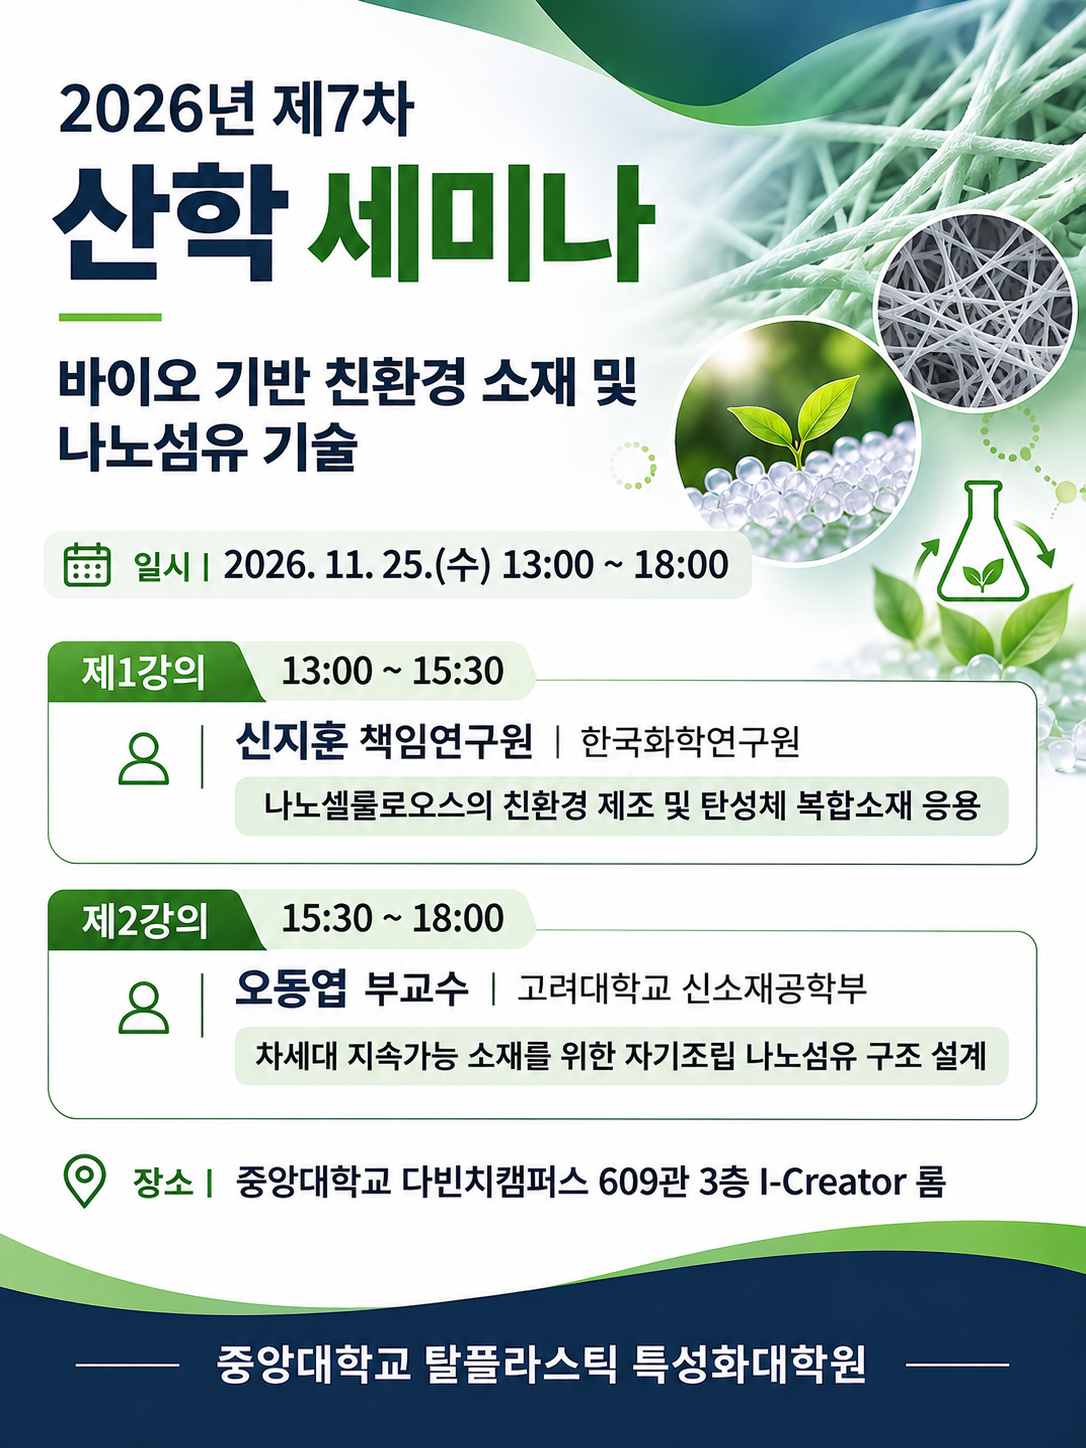 2026년 제7차
산학 세미나
바이오 기반 친환경 소재 및
나노섬유 기술
일시 | 2026. 11. 25.(수) 13:00 ~ 18:00
제1강의 13:00 ~ 15:30
신지훈 책임연구원 | 한국화학연구원
나노셀룰로오스의 친환경 제조 및 탄성체 복합소재 응용
제2강의 15:30 ~ 18:00
오동엽 부교수 | 고려대학교 신소재공학부
차세대 지속가능 소재를 위한 자기조립 나노섬유 구조 설계
장소 | 중앙대학교 다빈치캠퍼스 609관 3층 I-Creator 룸
중앙대학교 탈플라스틱 특성화대학원